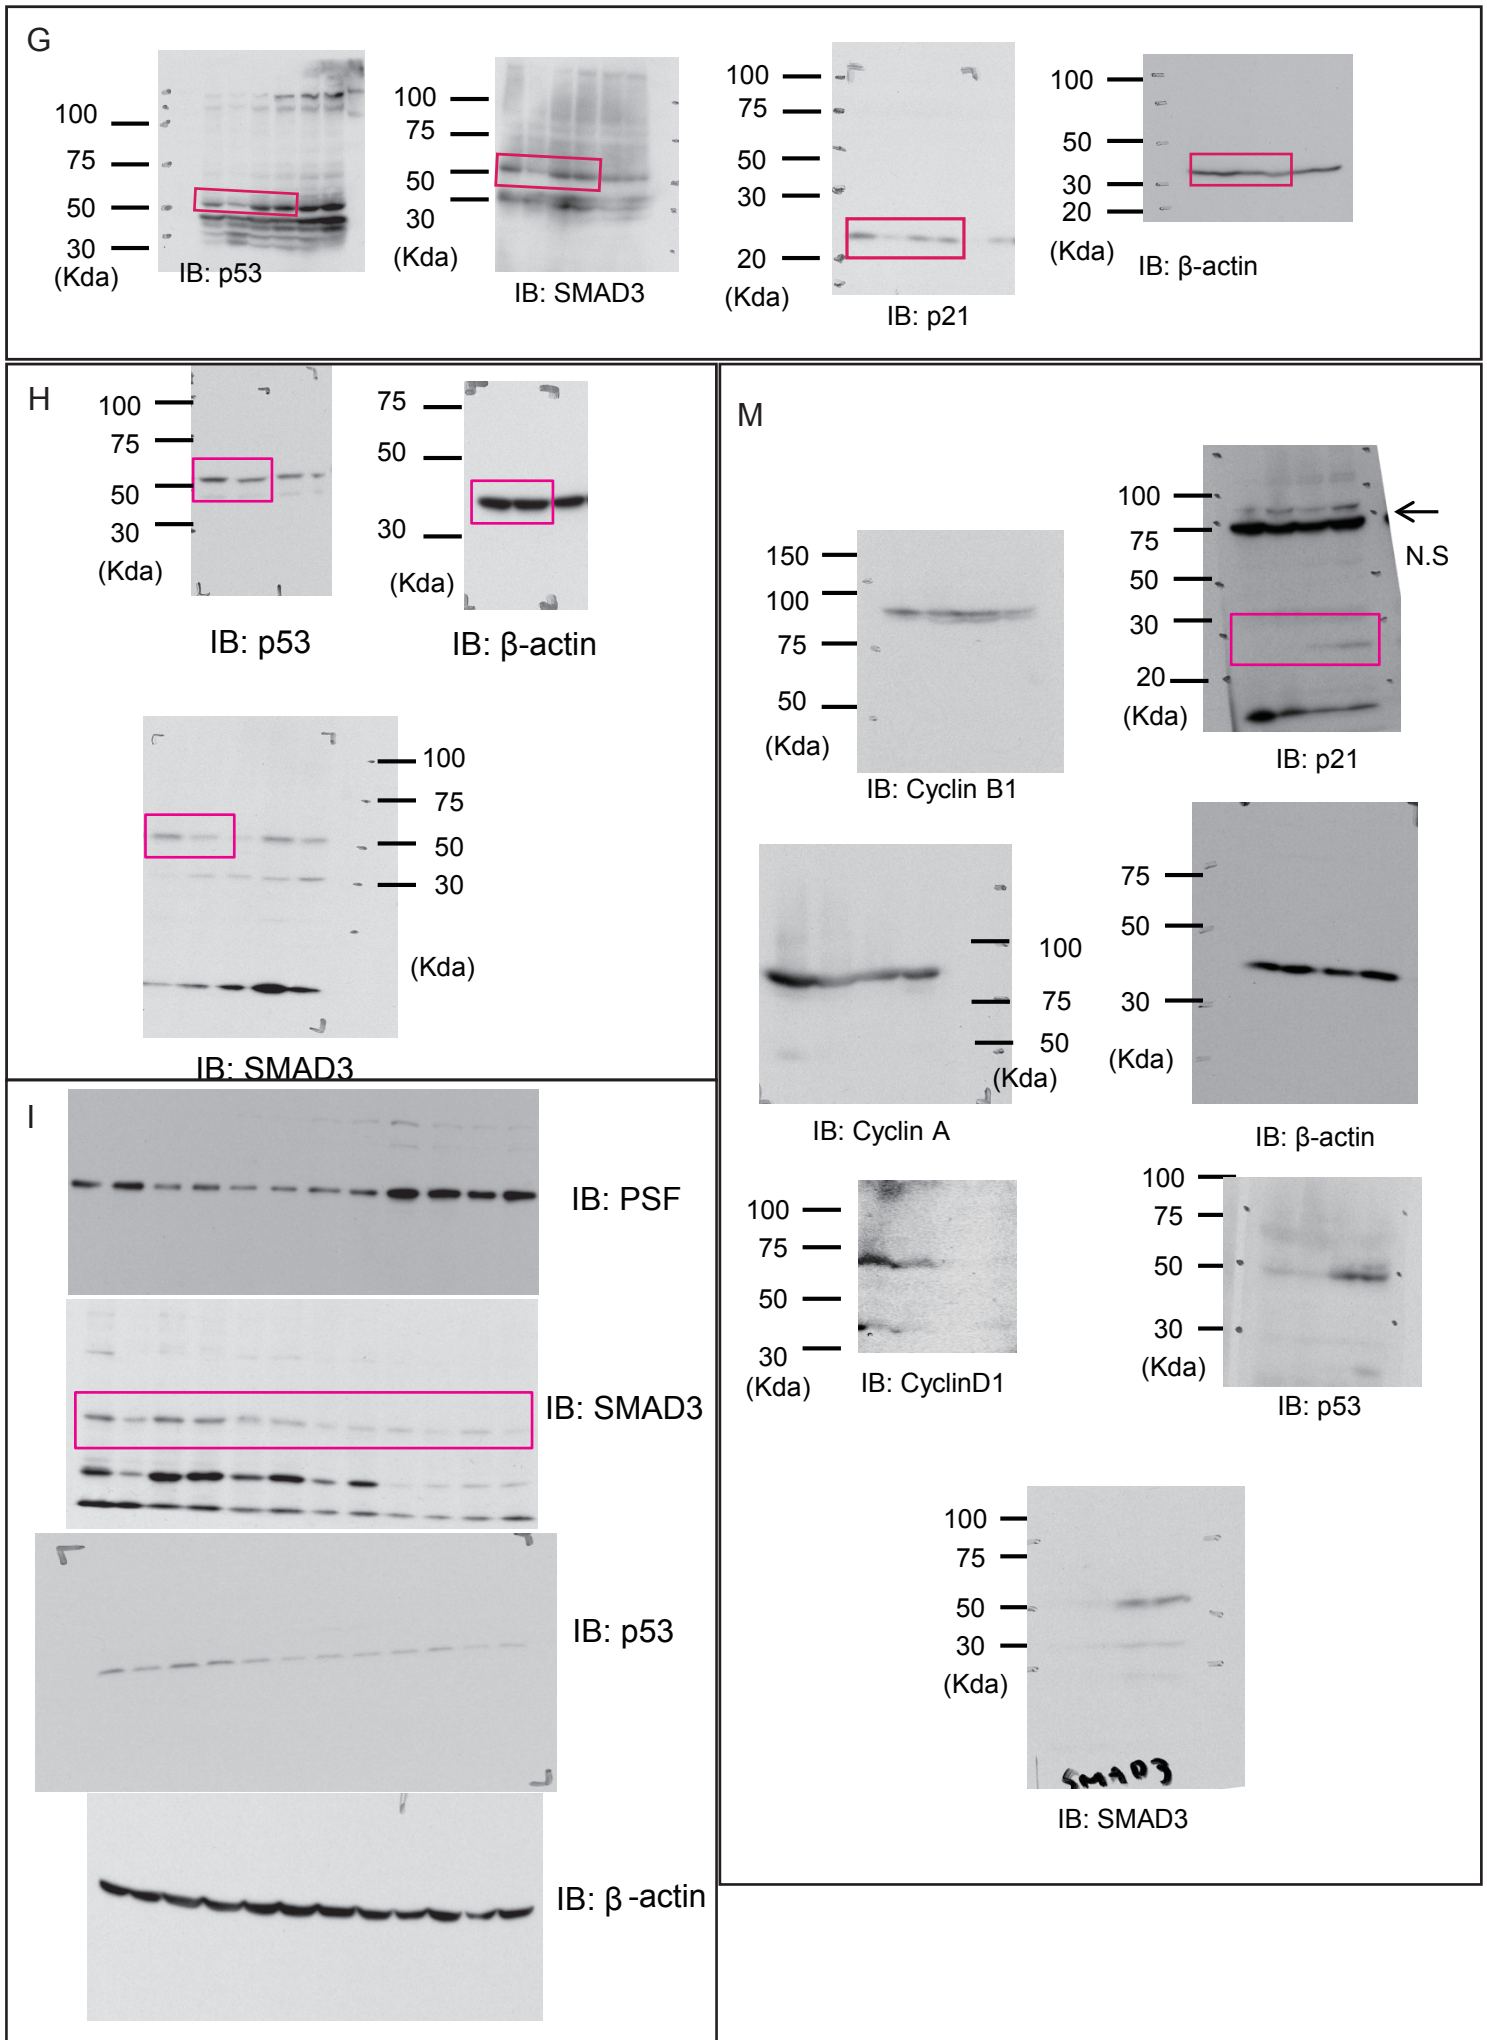 G
100
75
50
30
(Kda)
IB: p53
100
75
50
30
(Kda)
IB: SMAD3
100
75
50
30
20
(Kda)
IB: p21
100
50
30
20
(Kda)
IB: β-actin
H
100
75
50
30
(Kda)
IB: p53
75
50
30
(Kda)
IB: β-actin
100
75
50
30
(Kda)
IB: SMAD3
I
IB: PSF
IB: SMAD3
IB: p53
IB: β-actin
M
150
100
75
50
(Kda)
IB: Cyclin B1
100
75
50
30
20
(Kda)
N.S
IB: p21
100
75
50
(Kda)
IB: Cyclin A
75
50
30
(Kda)
IB: β-actin
100
75
50
30
(Kda)
IB: CyclinD1
100
75
50
30
(Kda)
IB: p53
100
75
50
30
(Kda)
SMAD3
IB: SMAD3